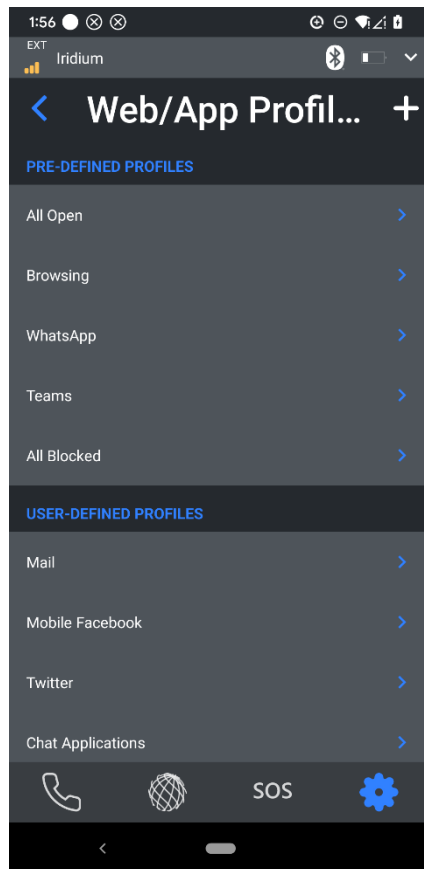 1:56
EXT
Iridium
Web/App Profil...
PRE-DEFINED PROFILES
All Open
Browsing
WhatsApp
Teams
All Blocked
USER-DEFINED PROFILES
Mail
Mobile Facebook
Twitter
Chat Applications
SOS